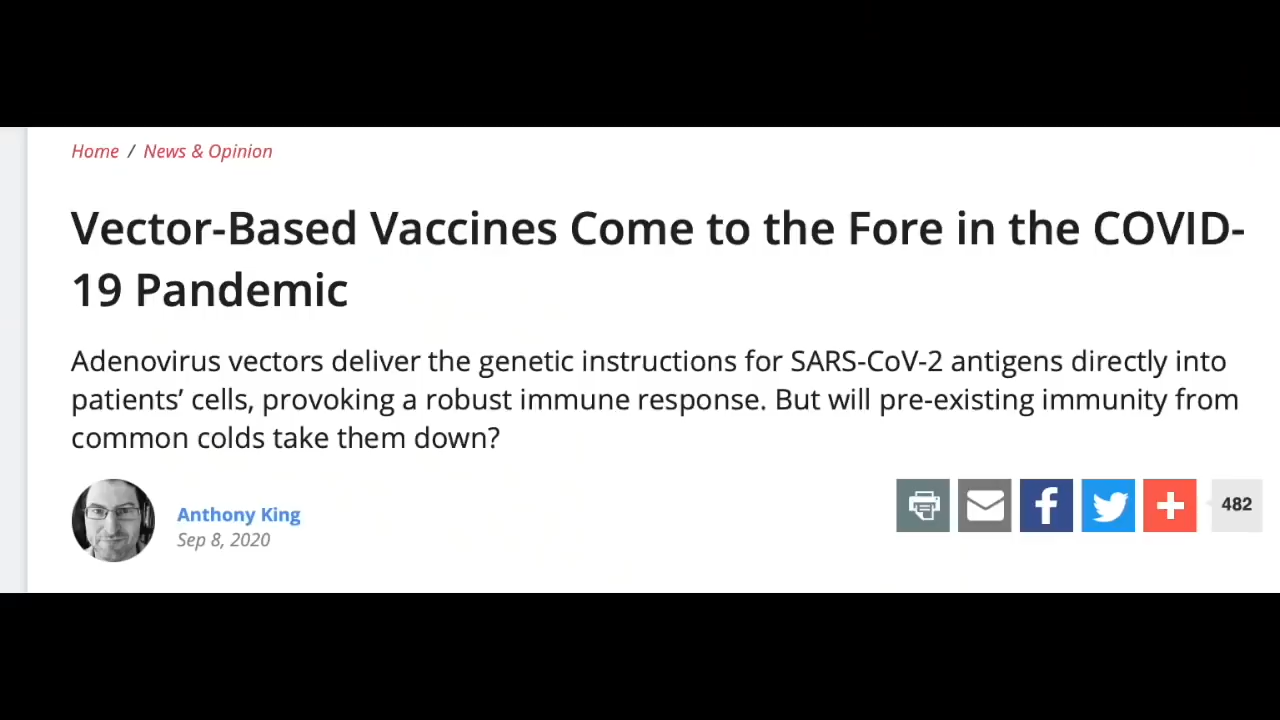 Home / News & Opinion
Vector-Based Vaccines Come to the Fore in the COVID-
19 Pandemic
Adenovirus vectors deliver the genetic instructions for SARS-CoV-2 antigens directly into
patients’ cells, provoking a robust immune response. But will pre-existing immunity from
common colds take them down?
Anthony King
Sep 8, 2020
482